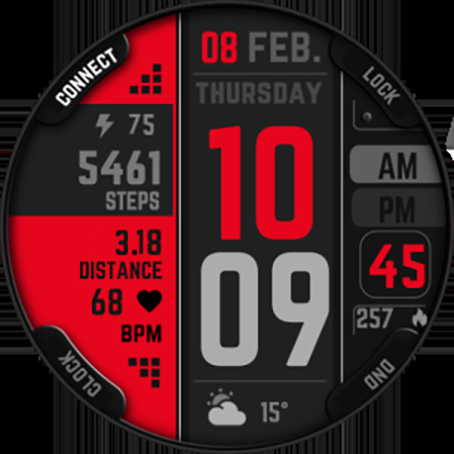 CONNECT
75
5461
STEPS
3.18
DISTANCE
68
BPM
CLOCK
08 FEB.
THURSDAY
10
09
15°
LOCK
AM
PM
45
257
DND